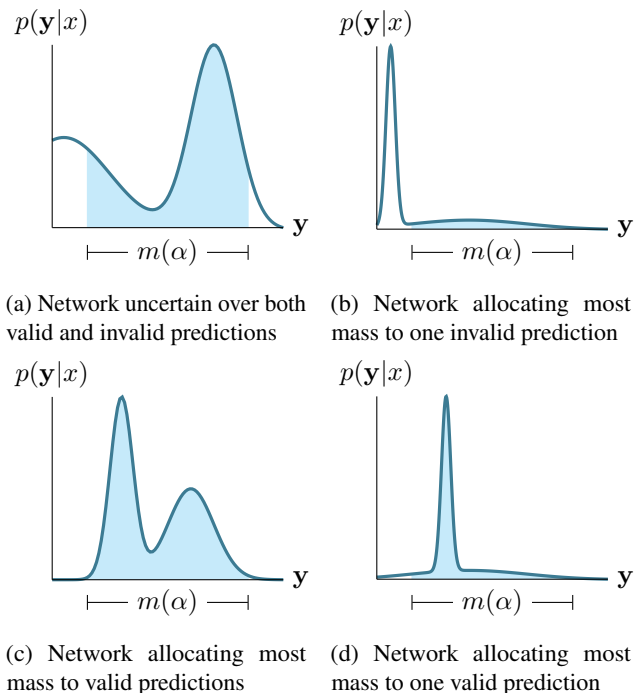 p(y|x)
p(y|x)
y
y
m(α)
m(α)
(a) Network uncertain over both
valid and invalid predictions
(b) Network allocating most
mass to one invalid prediction
p(y|x)
p(y|x)
y
y
m(α)
m(α)
(c) Network allocating most
mass to valid predictions
(d) Network allocating most
mass to one valid prediction